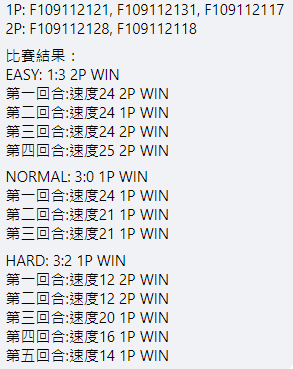 1P: F109112121, F109112131, F109112117
2P: F109112128, F109112118
比賽結果：
EASY: 1:3 2P WIN
第一回合:速度24 2P WIN
第二回合:速度24 1P WIN
第三回合:速度24 2P WIN
第四回合:速度25 2P WIN
NORMAL: 3:0 1P WIN
第一回合:速度24 1P WIN
第二回合:速度21 1P WIN
第三回合:速度21 1P WIN
HARD: 3:2 1P WIN
第一回合:速度12 2P WIN
第二回合:速度12 2P WIN
第三回合:速度20 1P WIN
第四回合:速度16 1P WIN
第五回合:速度14 1P WIN